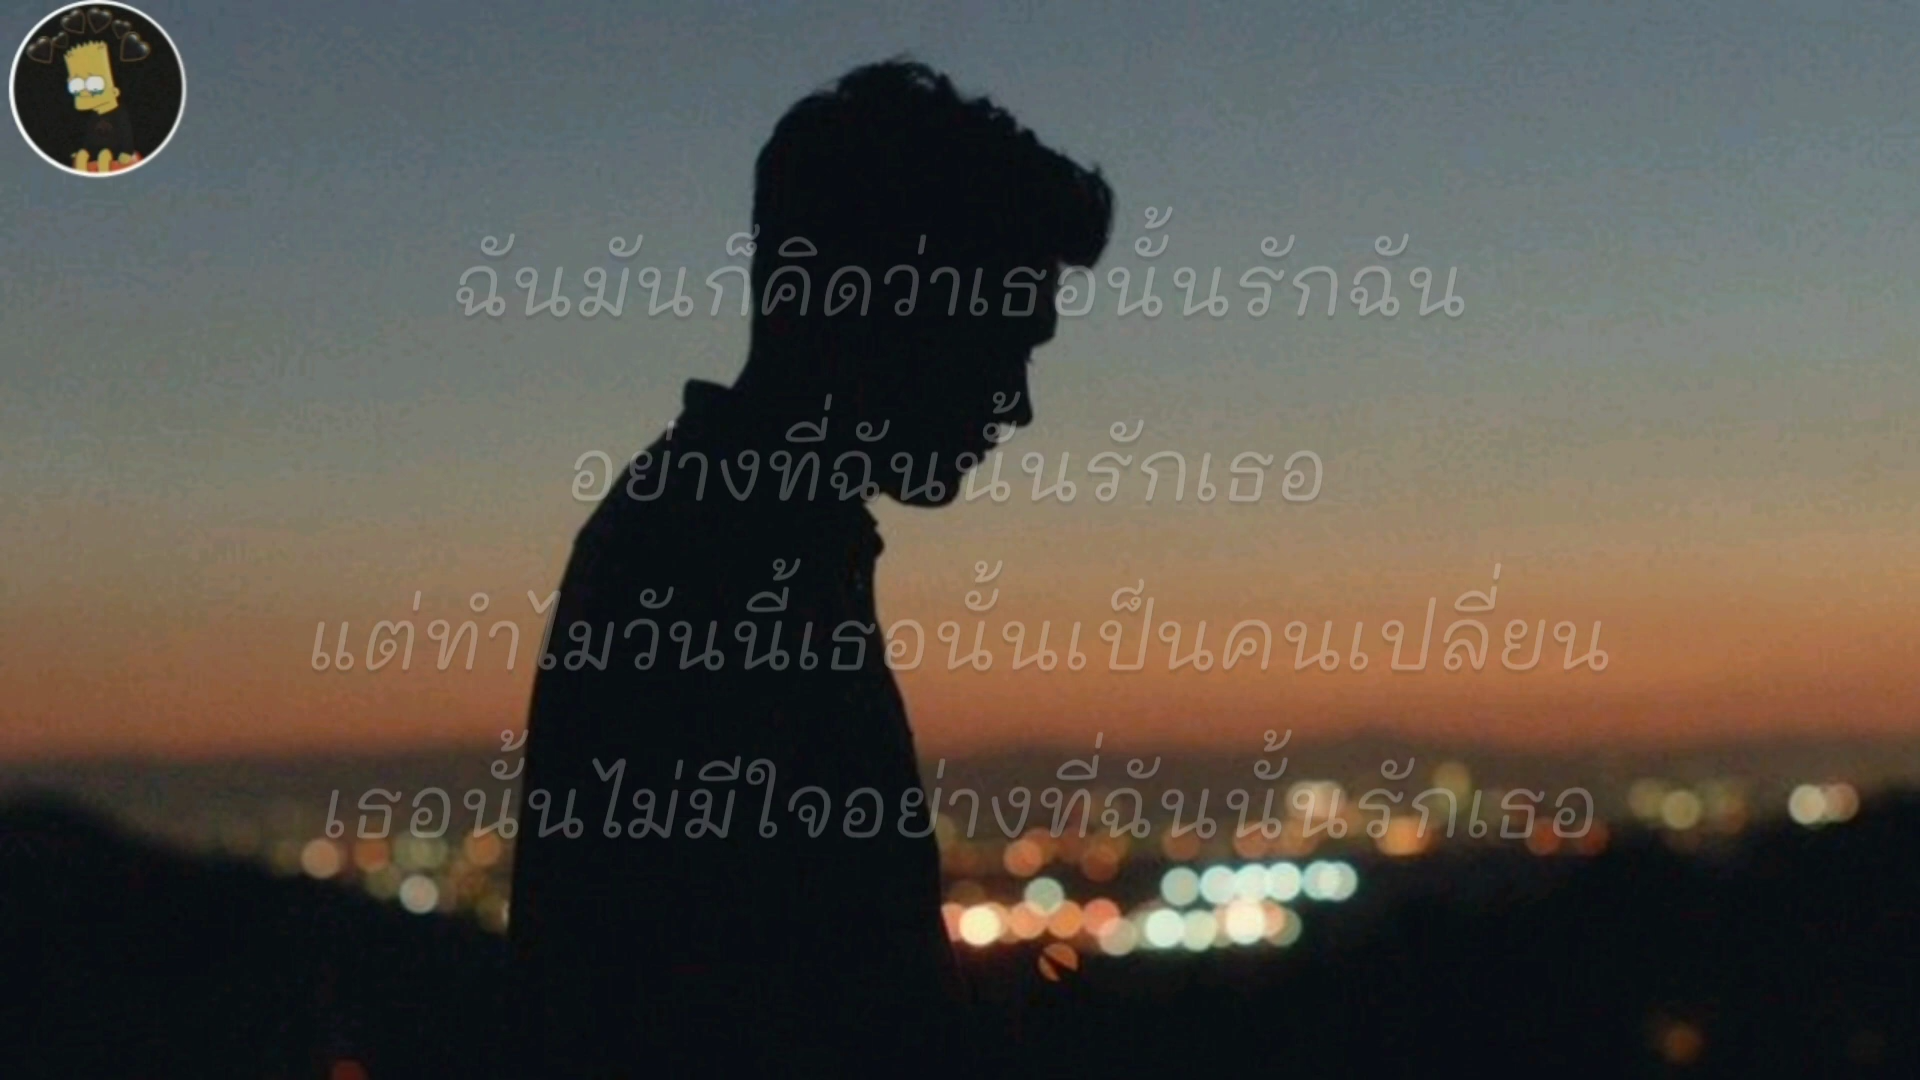 ฉันมันก็คิดว่าเธอนั้นรักฉัน
อย่างที่ฉันนั้นรักเธอ
แต่ทำไมวันนี้เธอนั้นเป็นคนเปลี่ยน
เธอนั้นไม่มีใจอย่างที่ฉันนั้นรักเธอ